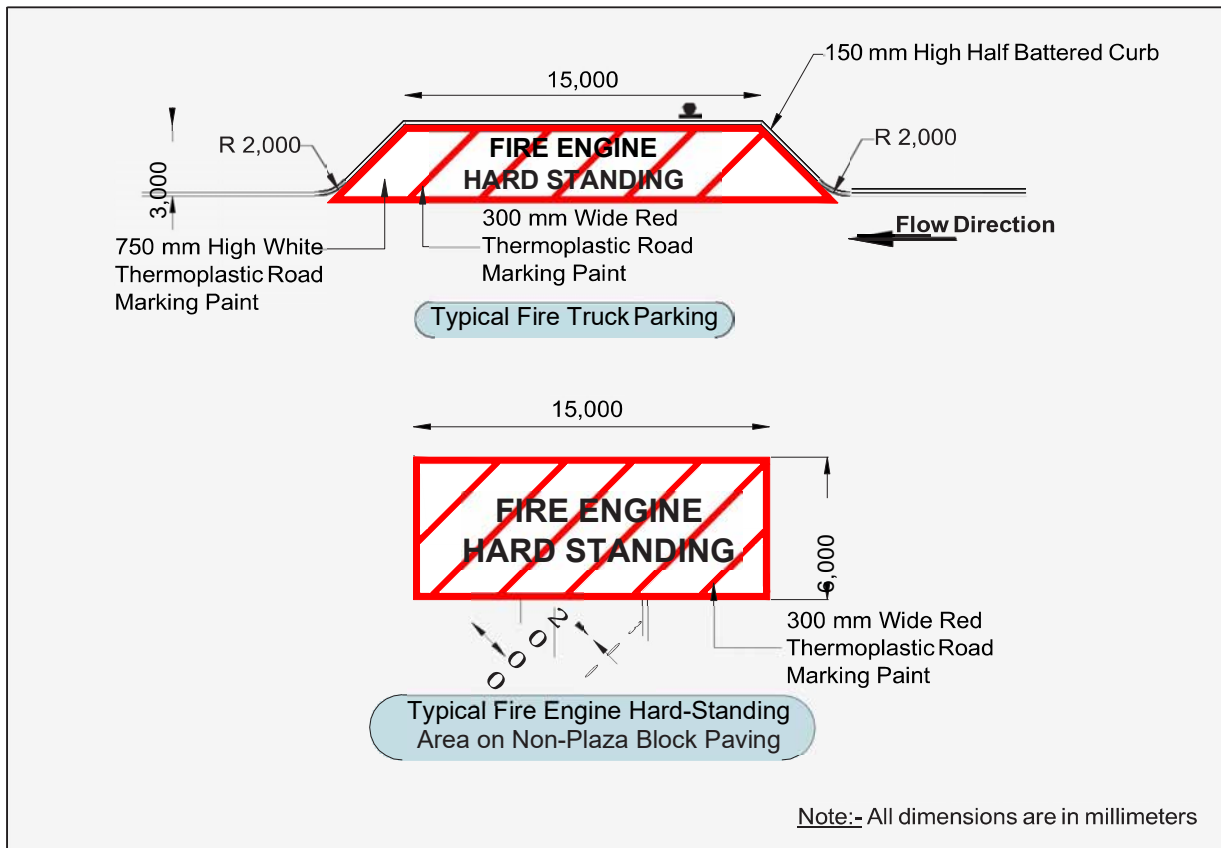 150 mm High Half Battered Curb
15,000
R 2,000
R 2,000
3,000
FIRE ENGINE
HARD STANDING
Flow Direction
750 mm High White
Thermoplastic Road
Marking Paint
300 mm Wide Red
Thermoplastic Road
Marking Paint
Typical Fire Truck Parking
15,000
FIRE ENGINE
HARD STANDING
6,000
2000
300 mm Wide Red
Thermoplastic Road
Marking Paint
Typical Fire Engine Hard-Standing
Area on Non-Plaza Block Paving
Note:- All dimensions are in millimeters